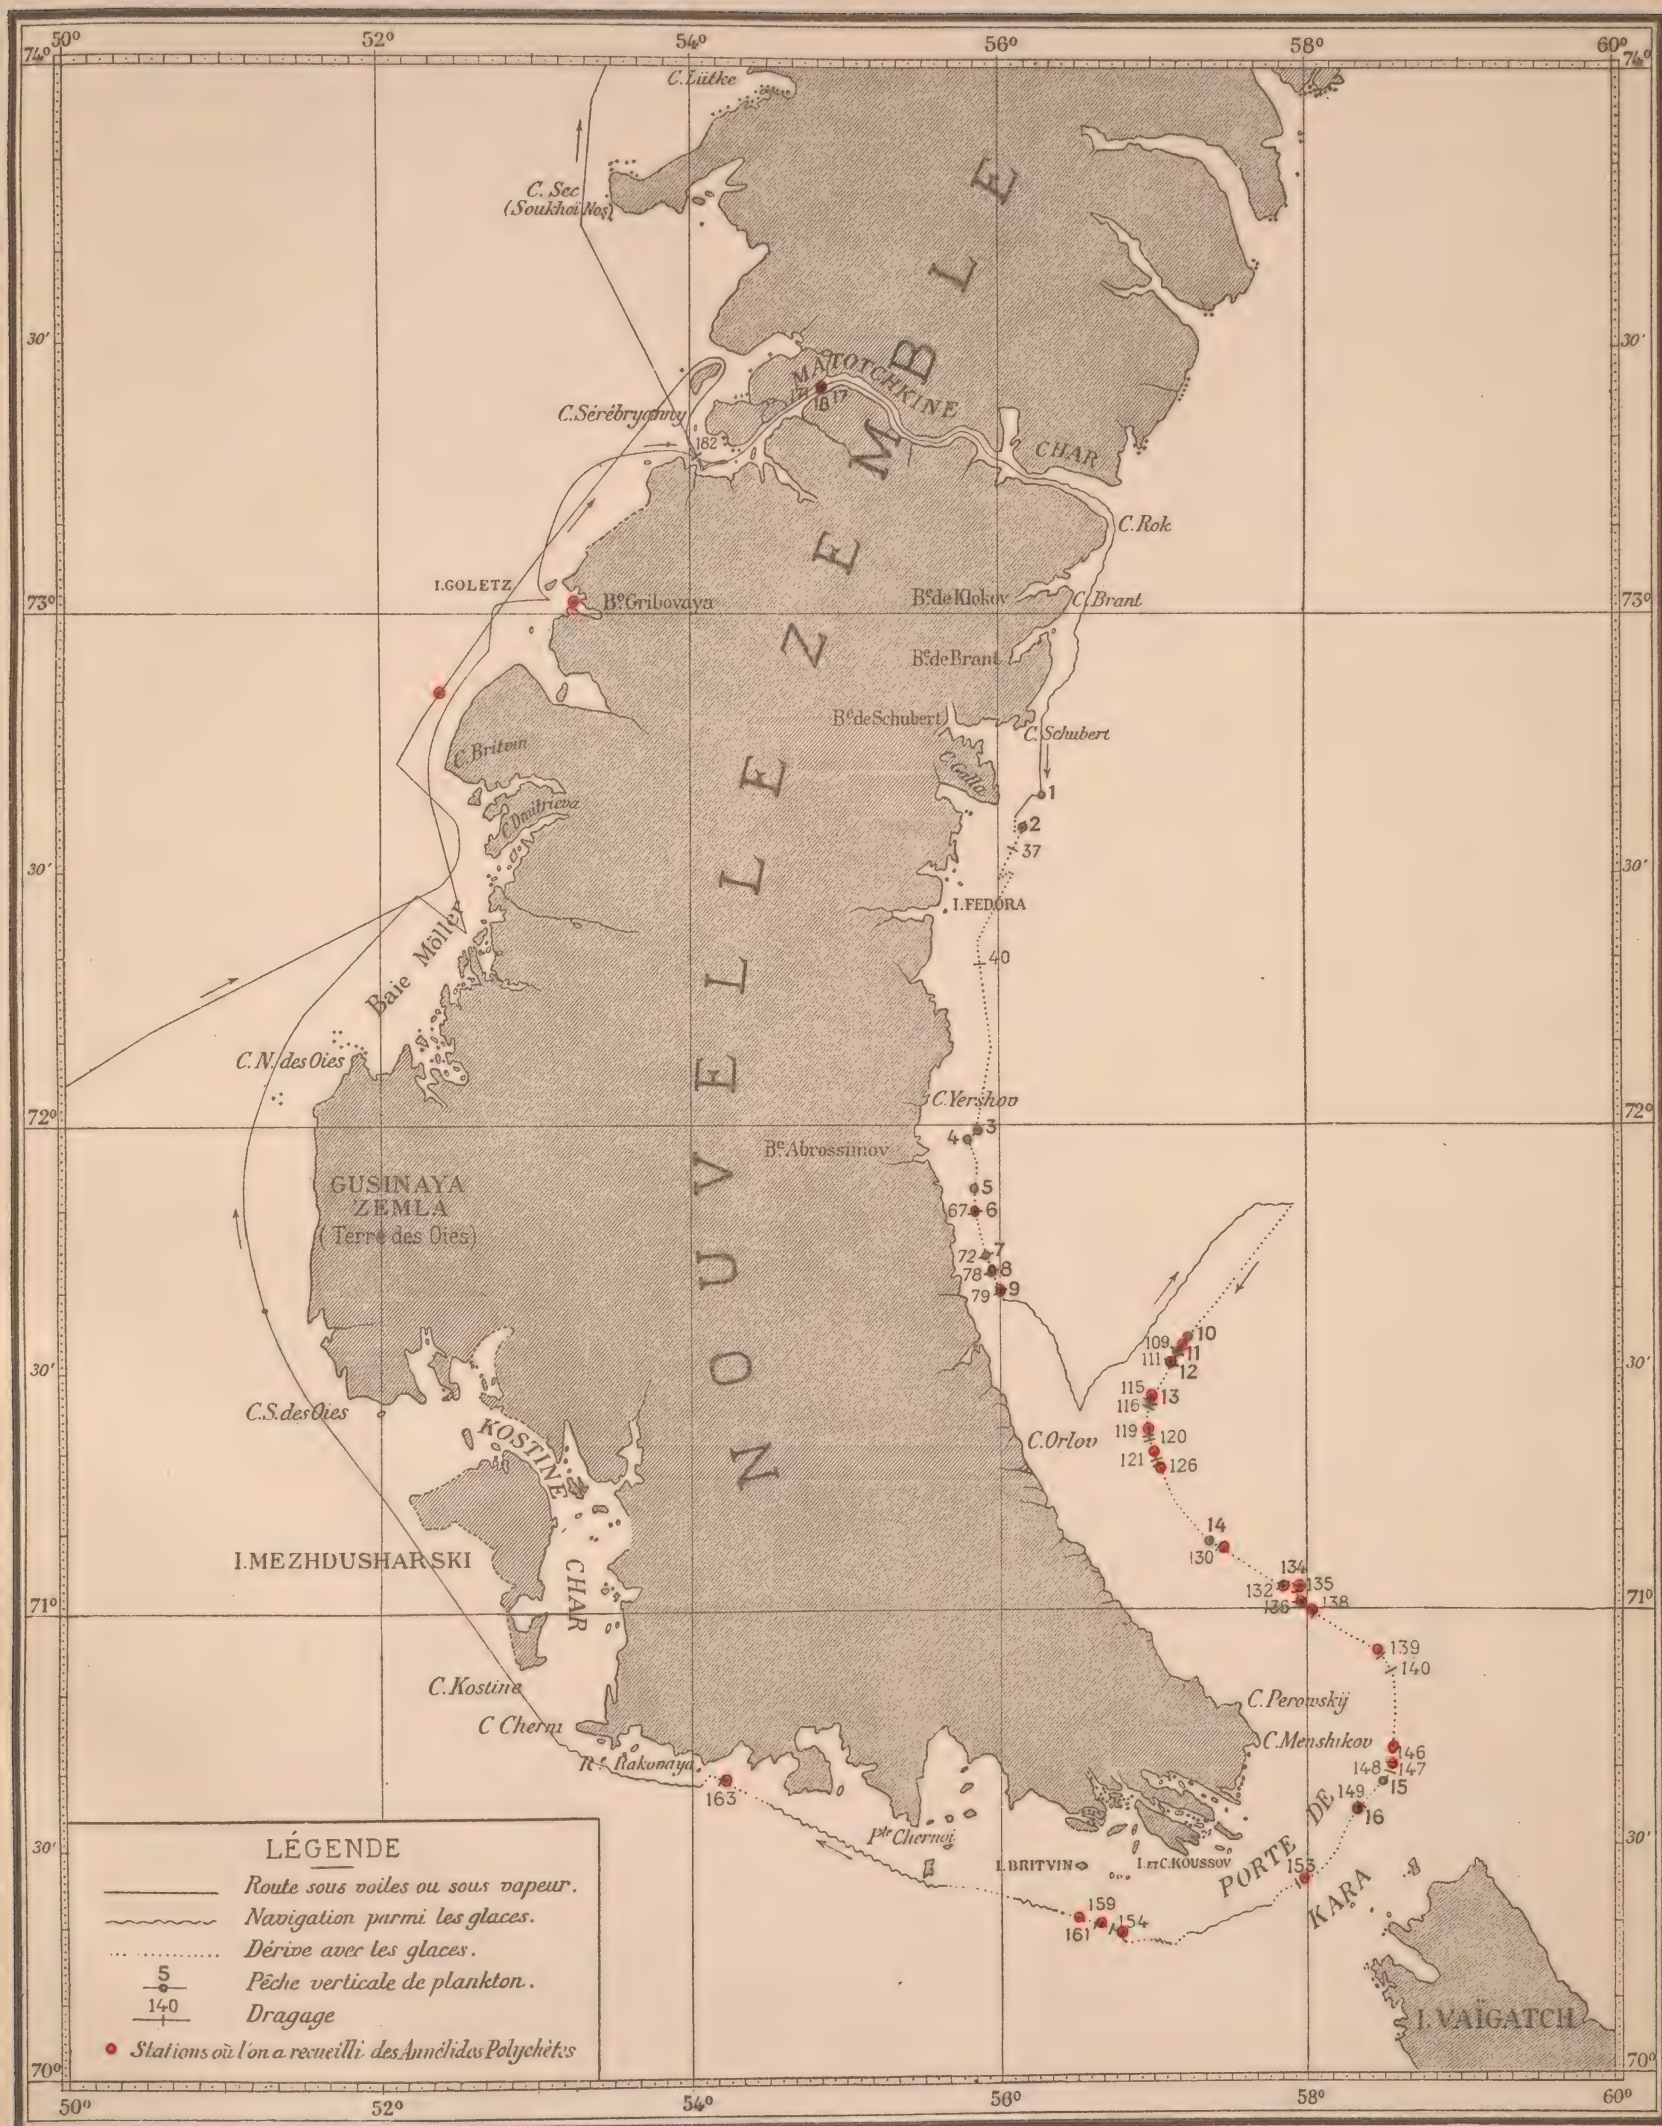 50° 52° 54° 56° 58° 60°
74° 74°
C. Lütke
C. Sec
(Soukhoï Nos)
30' 30'
MATOTCHKINE
CHAR
18 17
C. Sérébryanny
182
C. Rok
I. GOLETZ
Be Gribovaya
Be de Klokov
C. Brant
73° 73°
Be de Brant
Be de Schubert
C. Schubert
C. Galla
C. Britvin
C. Dmitrieva
1
2
37
30' 30'
I. FEDORA
40
Baie Möller
C. N. des Oies
C. Yershov
72° 72°
3
4
Be Abrossimov
5
67 6
72 7
78 8
79 9
GUSINAYA
ZEMLA
(Terre des Oies)
NOUVELLE ZEMBLE
10
109
11
111
12
30' 30'
115
13
116
119
120
121
126
C. S. des Oies
KOSTINE
CHAR
C. Orlov
14
130
I. MEZHDUSHARSKI
134
132 135
136 138
71° 71°
139
140
C. Kostine
C. Perowskij
C Cherni
C. Menshikov
Re Rakovaya
146
148 147
15
149
16
163
Pte Chernoi
30' 30'
I. BRITVIN
I. ET C. KOUSSOV
PORTE DE
KARA
153
159
161
154
I. VAÏGATCH
LÉGENDE
Route sous voiles ou sous vapeur.
Navigation parmi les glaces.
Dérive avec les glaces.
5 Pêche verticale de plankton.
140 Dragage
Stations où l'on a recueilli des Annélides Polychètes
70° 70°
50° 52° 54° 56° 58° 60°